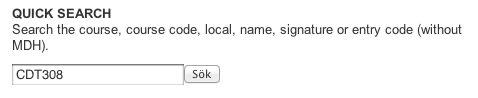 QUICK SEARCH
Search the course, course code, local, name, signature or entry code (without
MDH).
CDT308 Sök